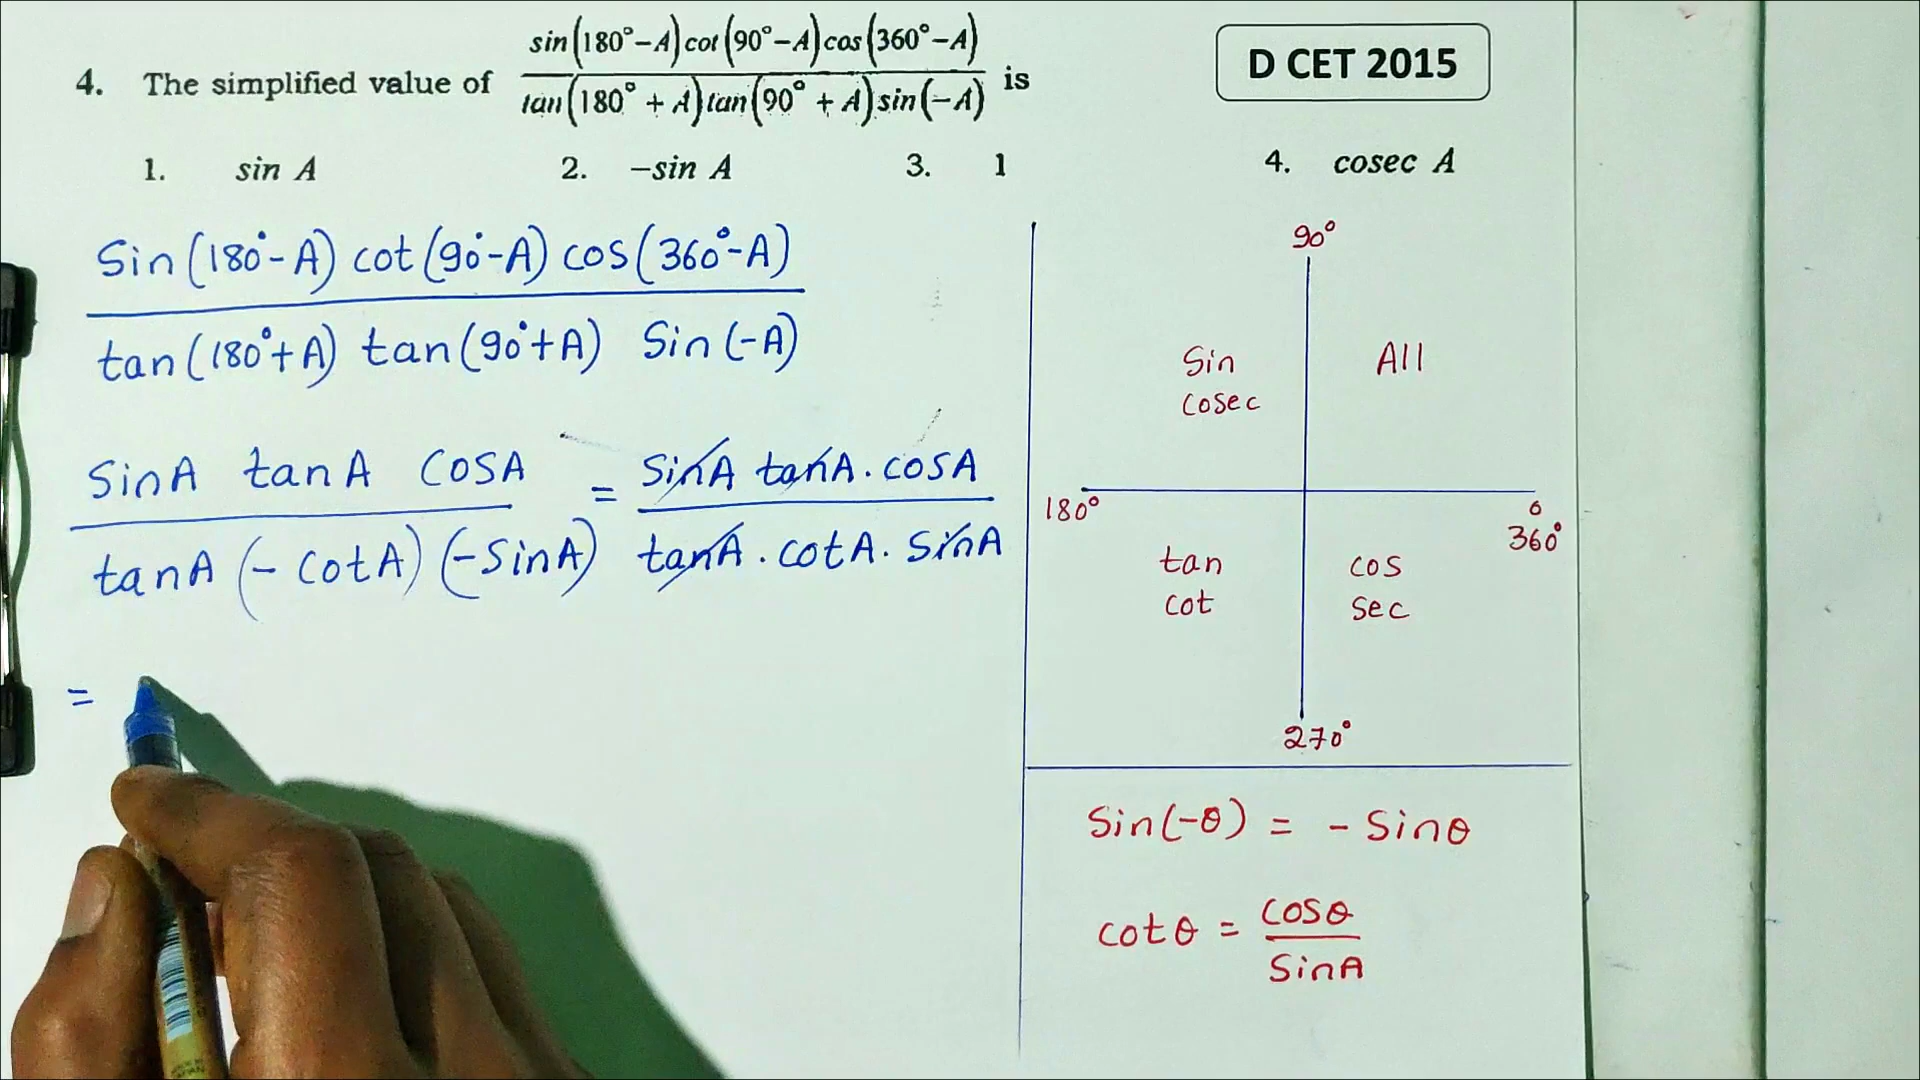 4. The simplified value of sin(180°−A)cot(90°−A)cos(360°−A) / tan(180° + A)tan(90° + A)sin(−A) is
D CET 2015
1. sin A 2. −sin A 3. 1 4. cosec A
Sin(180°-A) cot(90°-A) cos(360°-A)
tan(180°+A) tan(90°+A) Sin(-A)
SinA tanA COSA = SinA tanA.cosA
tanA (-cotA)(-SinA) tanA.cotA.SinA
=
90°
Sin All
cosec
180° 0
360°
tan cos
cot sec
270°
Sin(-θ) = - Sinθ
cotθ = cosθ
SinA